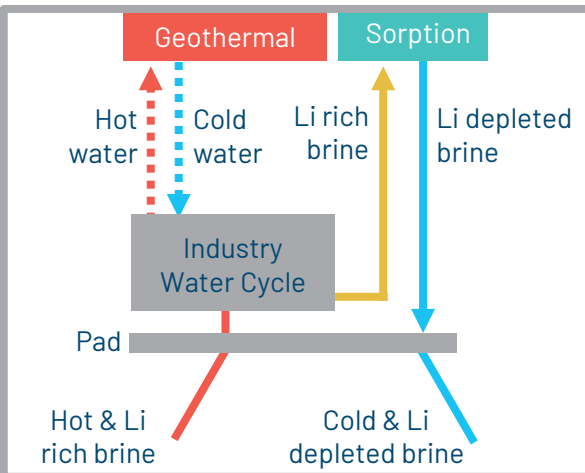 Geothermal
Sorption
Hot
water
Cold
water
Li rich
brine
Li depleted
brine
Industry
Water Cycle
Pad
Hot & Li
rich brine
Cold & Li
depleted brine